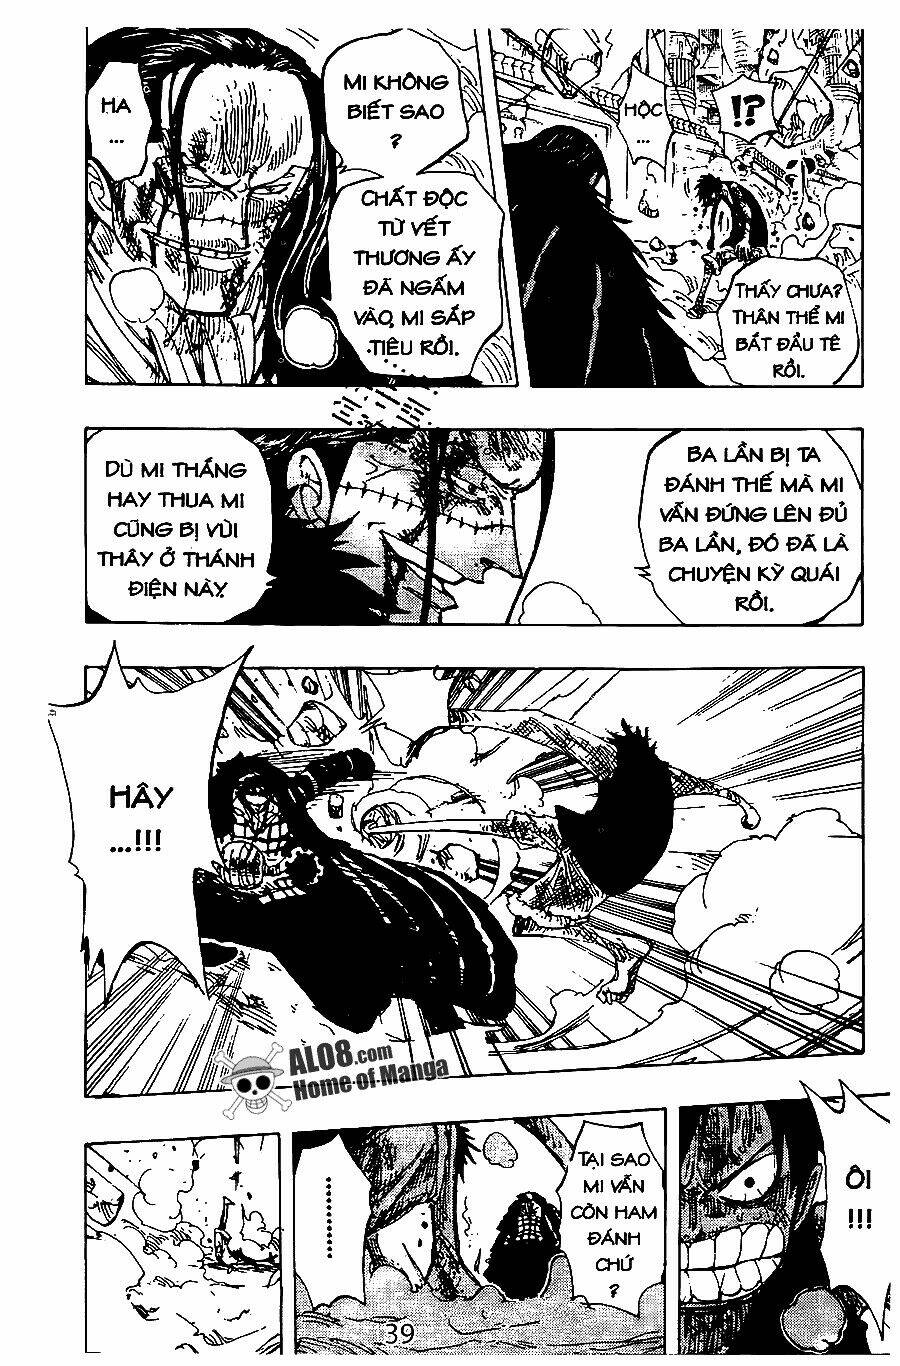 HA
...
MI KHÔNG
BIẾT SAO
?
CHẤT ĐỘC
TỪ VẾT
THƯƠNG ẤY
ĐÃ NGẤM
VÀO, MI SẮP
TIÊU RỒI.
HỘC
...
!?
THẤY CHƯA?
THÂN THỂ MI
BẮT ĐẦU TÊ
RỒI.
DÙ MI THẮNG
HAY THUA MI
CŨNG BỊ VÙI
THÂY Ở THÁNH
ĐIỆN NÀY.
BA LẦN BỊ TA
ĐÁNH THẾ MÀ MI
VẪN ĐỨNG LÊN ĐỦ
BA LẦN, ĐÓ ĐÃ LÀ
CHUYỆN KỲ QUÁI
RỒI.
HÂY
...!!!
ALO8.com
Home of Manga
..........
TẠI SAO
MI VẪN
CÒN HAM
ĐÁNH
CHỨ
?
ÔI
!!!
39